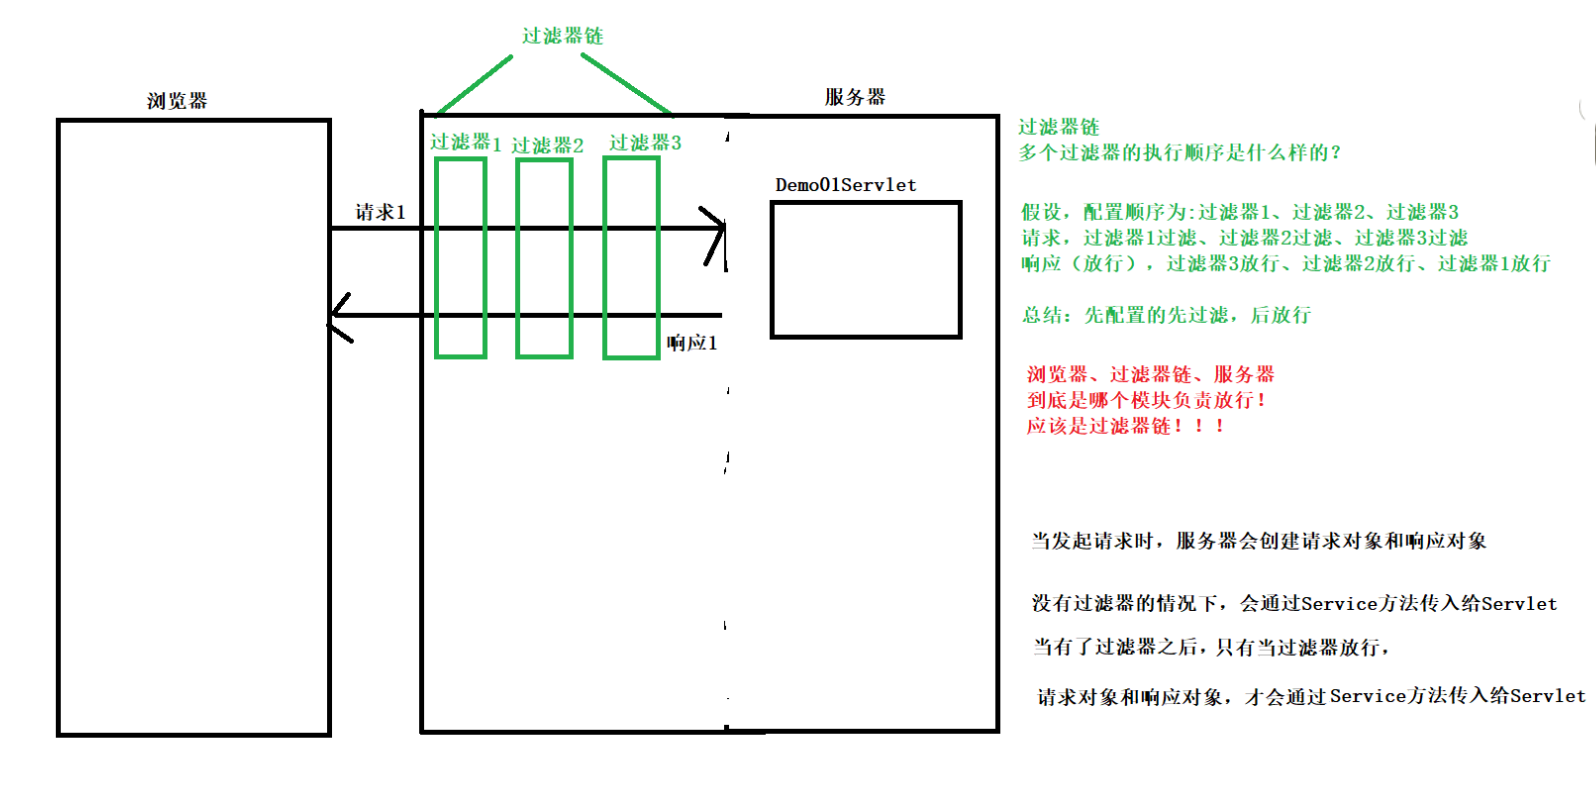 过滤器链
浏览器
服务器
过滤器1
过滤器2
过滤器3
Demo01Servlet
请求1
响应1
过滤器链
多个过滤器的执行顺序是什么样的?
假设，配置顺序为:过滤器1、过滤器2、过滤器3
请求，过滤器1过滤、过滤器2过滤、过滤器3过滤
响应（放行），过滤器3放行、过滤器2放行、过滤器1放行
总结：先配置的先过滤，后放行
浏览器、过滤器链、服务器
到底是哪个模块负责放行！
应该是过滤器链！！！
当发起请求时，服务器会创建请求对象和响应对象
没有过滤器的情况下，会通过Service方法传入给Servlet
当有了过滤器之后，只有当过滤器放行，
请求对象和响应对象，才会通过Service方法传入给Servlet